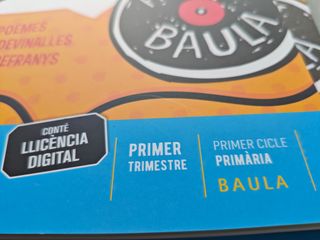 POEMES
ENDEVINALLES
REFRANYS
BAULA
CONTÉ
LLICÈNCIA
DIGITAL
PRIMER
TRIMESTRE
PRIMER CICLE
PRIMÀRIA
BAULA